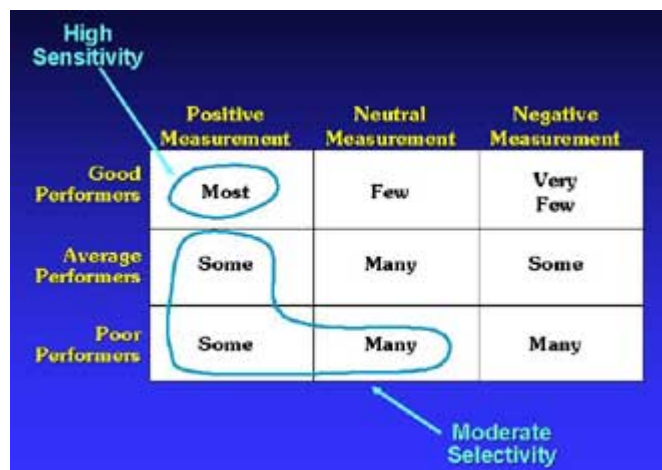 High
Sensitivity
Positive Neutral Negative
Measurement Measurement Measurement
Good
Performers
Most Few Very
Few
Average
Performers
Some Many Some
Poor
Performers
Some Many Many
Moderate
Selectivity